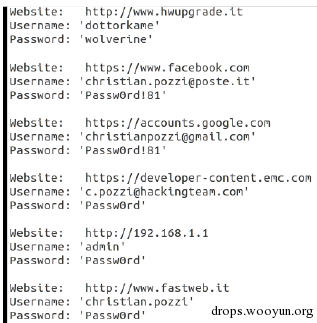 Website: http://www.hwupgrade.it
Username: 'dottorkame'
Password: 'wolverine'
Website: https://www.facebook.com
Username: 'christian.pozzi@poste.it'
Password: 'Passw0rd!81'
Website: https://accounts.google.com
Username: 'christianpozzi@gmail.com'
Password: 'Passw0rd!81'
Website: https://developer-content.emc.com
Username: 'c.pozzi@hackingteam.com'
Password: 'Passw0rd'
Website: http://192.168.1.1
Username: 'admin'
Password: 'Passw0rd'
Website: http://www.fastweb.it
Username: 'christian.pozzi'
Password: 'Passw0rd'
drops.wooyun.org